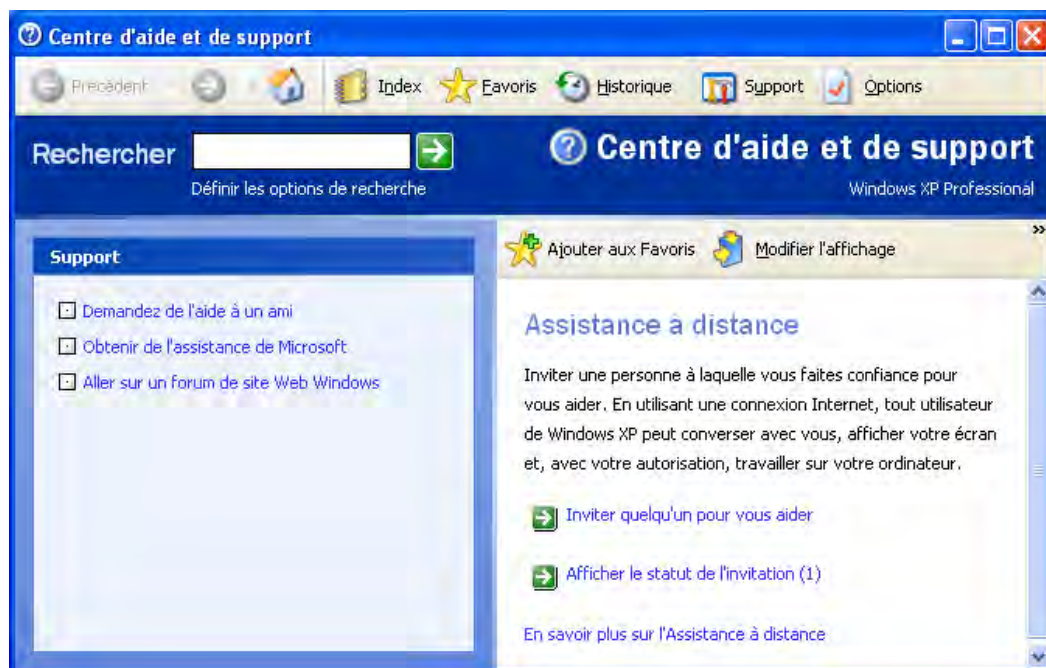 Centre d'aide et de support
Précédent Index Favoris Historique Support Options
Rechercher
Définir les options de recherche
Centre d'aide et de support
Windows XP Professional
Support
Demandez de l'aide à un ami
Obtenir de l'assistance de Microsoft
Aller sur un forum de site Web Windows
Ajouter aux Favoris Modifier l'affichage
Assistance à distance
Inviter une personne à laquelle vous faites confiance pour
vous aider. En utilisant une connexion Internet, tout utilisateur
de Windows XP peut converser avec vous, afficher votre écran
et, avec votre autorisation, travailler sur votre ordinateur.
Inviter quelqu'un pour vous aider
Afficher le statut de l'invitation (1)
En savoir plus sur l'Assistance à distance